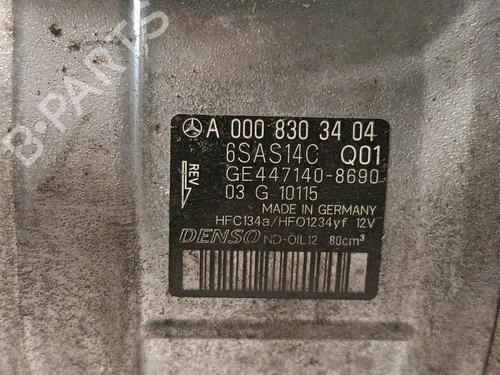 B-PARTS
A 000 830 34 04
6SAS14C Q01
REV.
GE447140-8690
03 G 10115
MADE IN GERMANY
HFC134a/HFO1234yf 12V
DENSO ND-OIL12 80cm³